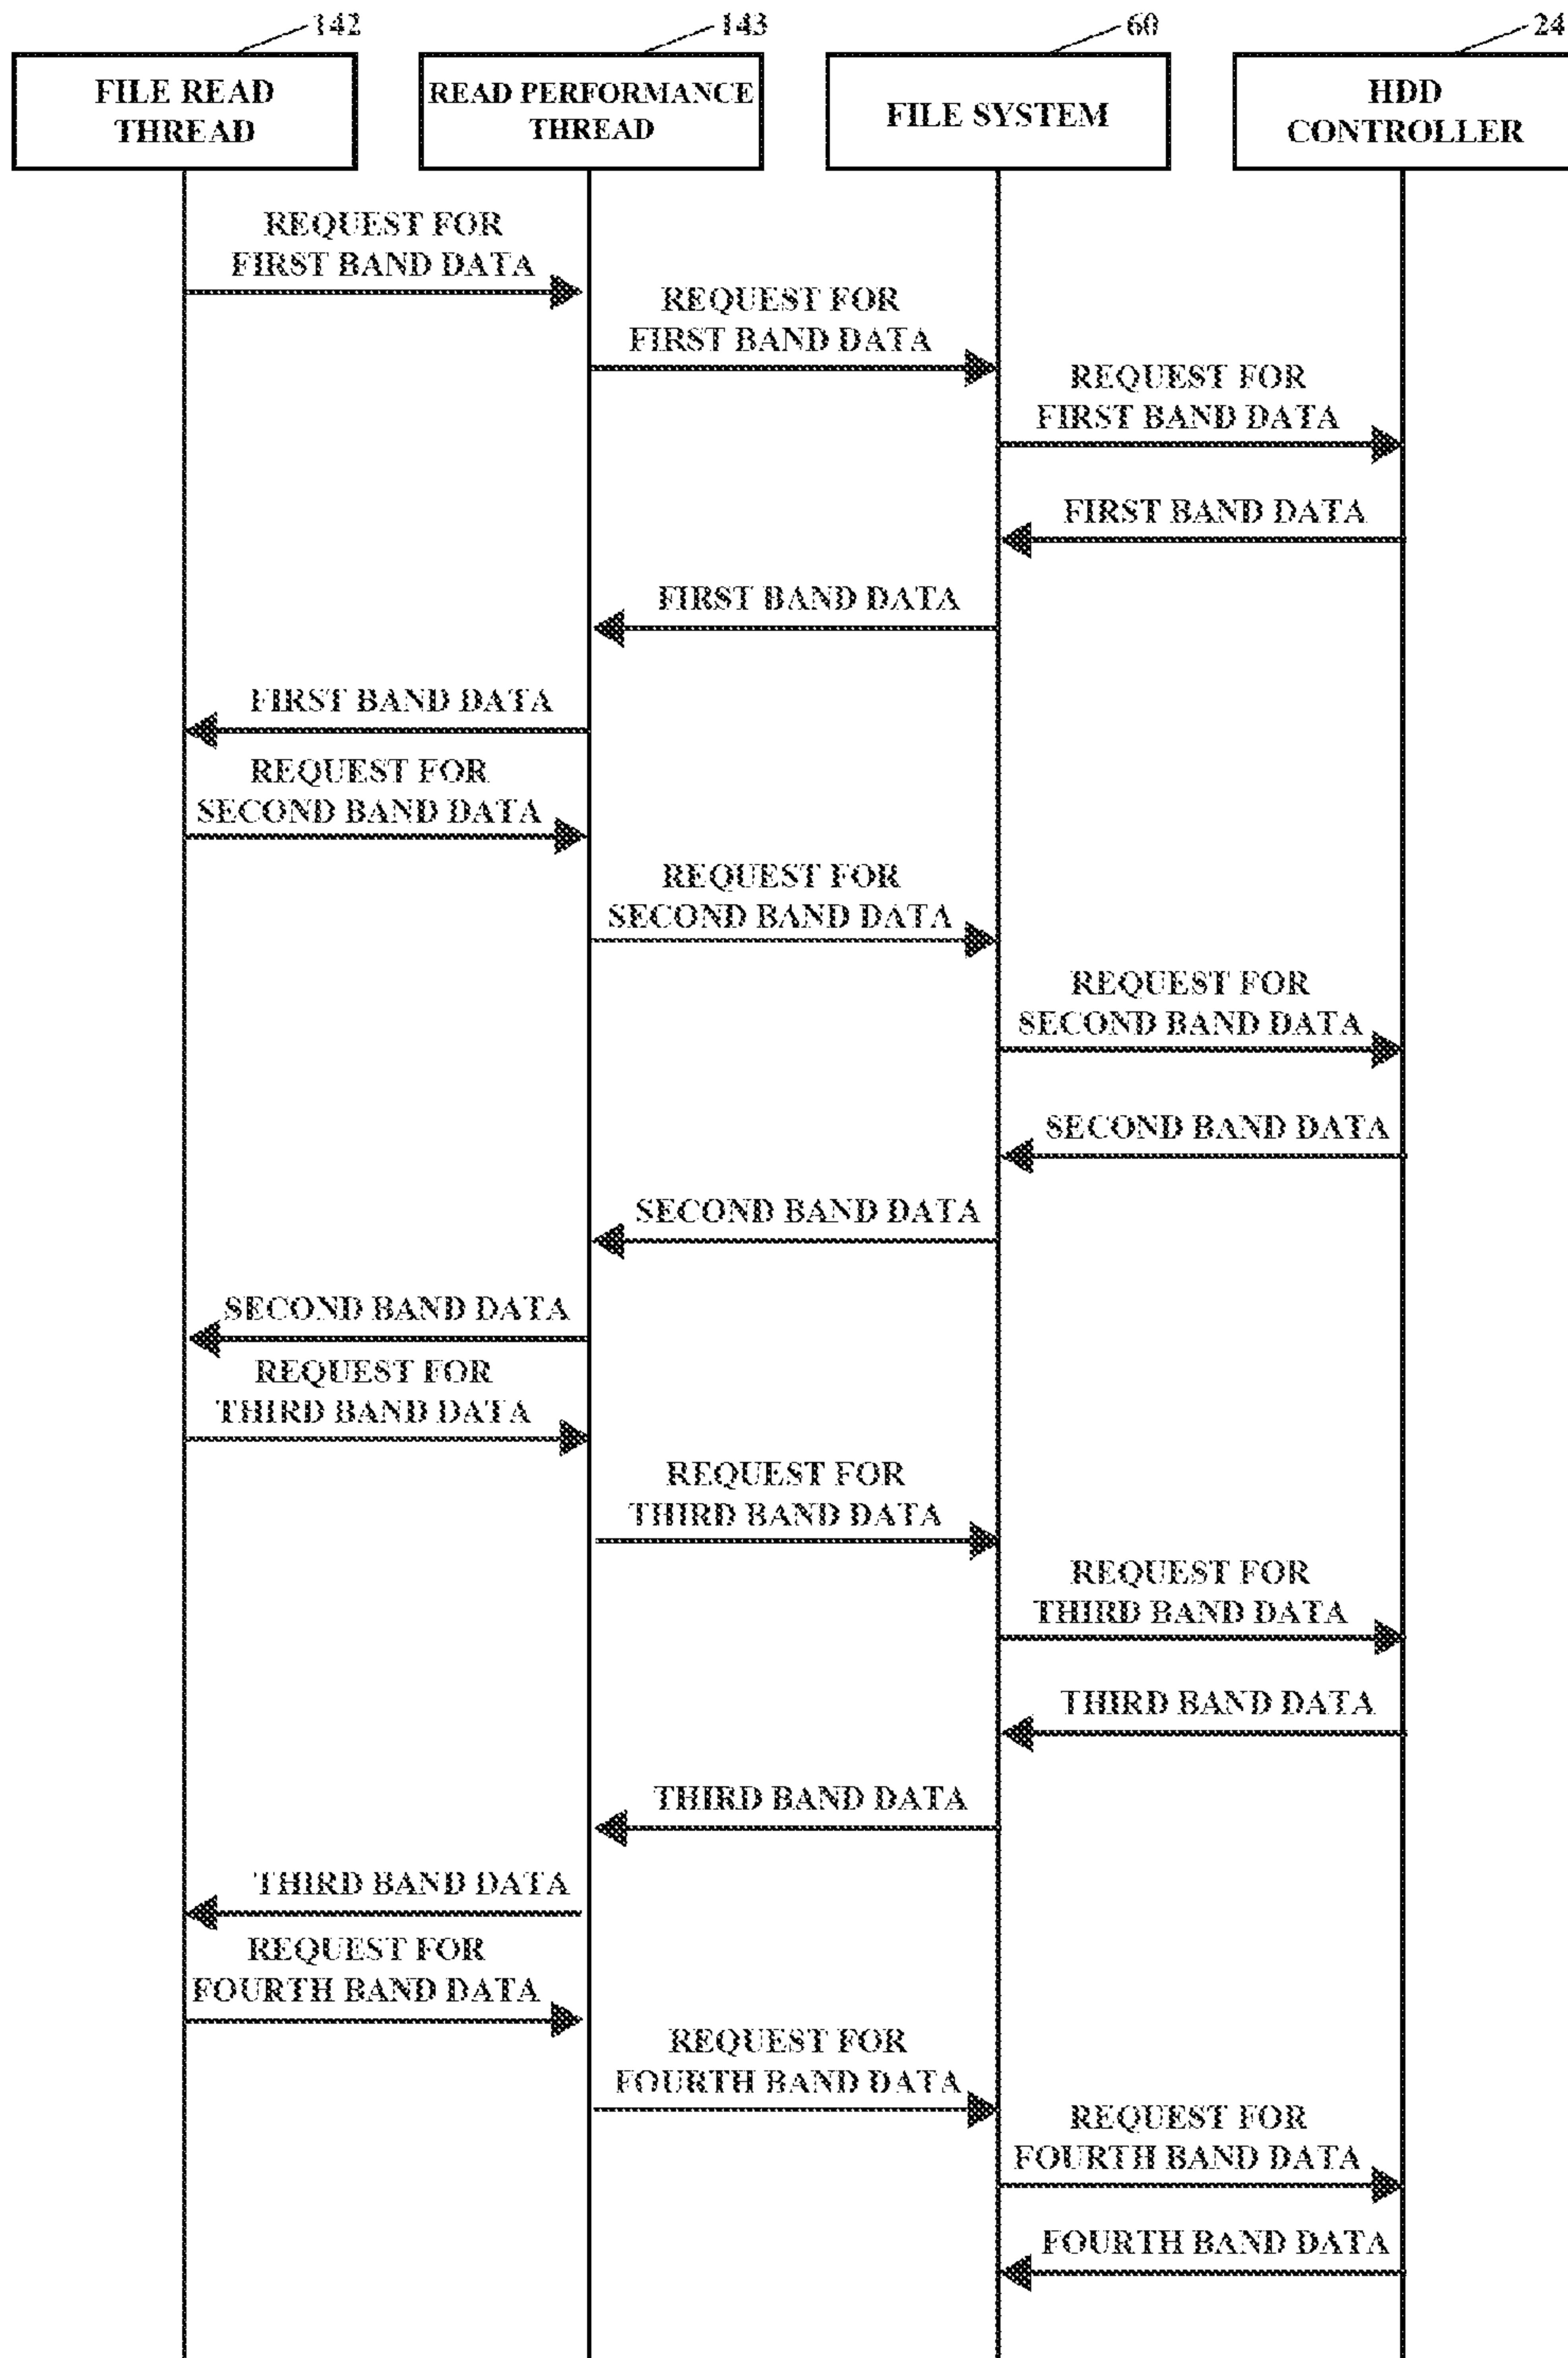 142
143
60
24
FILE READ
THREAD
READ PERFORMANCE
THREAD
FILE SYSTEM
HDD
CONTROLLER
REQUEST FOR
FIRST BAND DATA
REQUEST FOR
FIRST BAND DATA
REQUEST FOR
FIRST BAND DATA
FIRST BAND DATA
FIRST BAND DATA
FIRST BAND DATA
REQUEST FOR
SECOND BAND DATA
REQUEST FOR
SECOND BAND DATA
REQUEST FOR
SECOND BAND DATA
SECOND BAND DATA
SECOND BAND DATA
SECOND BAND DATA
REQUEST FOR
THIRD BAND DATA
REQUEST FOR
THIRD BAND DATA
REQUEST FOR
THIRD BAND DATA
THIRD BAND DATA
THIRD BAND DATA
THIRD BAND DATA
REQUEST FOR
FOURTH BAND DATA
REQUEST FOR
FOURTH BAND DATA
REQUEST FOR
FOURTH BAND DATA
FOURTH BAND DATA